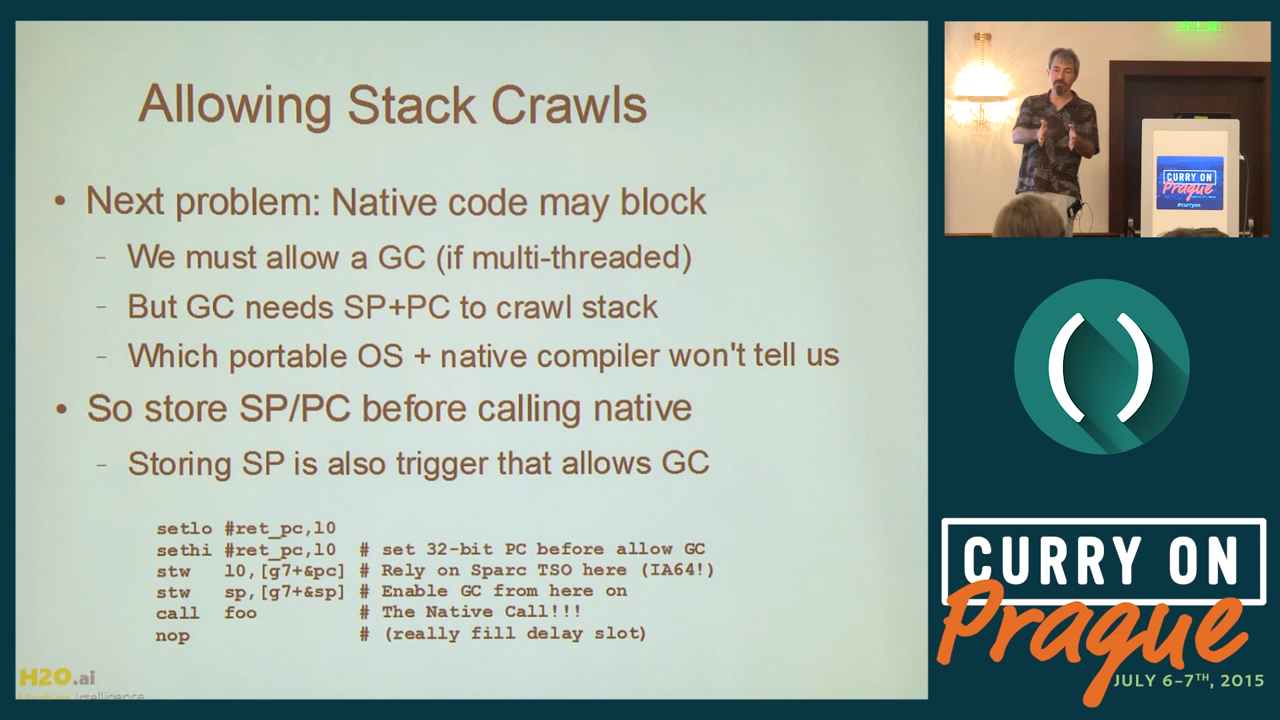 Allowing Stack Crawls
• Next problem: Native code may block
– We must allow a GC (if multi-threaded)
– But GC needs SP+PC to crawl stack
– Which portable OS + native compiler won't tell us
• So store SP/PC before calling native
– Storing SP is also trigger that allows GC
setlo #ret_pc,l0
sethi #ret_pc,l0 # set 32-bit PC before allow GC
stw l0,[g7+&pc] # Rely on Sparc TSO here (IA64!)
stw sp,[g7+&sp] # Enable GC from here on
call foo # The Native Call!!!
nop # (really fill delay slot)
H2O.ai
Machine Intelligence
CURRY ON
Prague
#curryon
()
CURRY ON
Prague
JULY 6–7TH, 2015